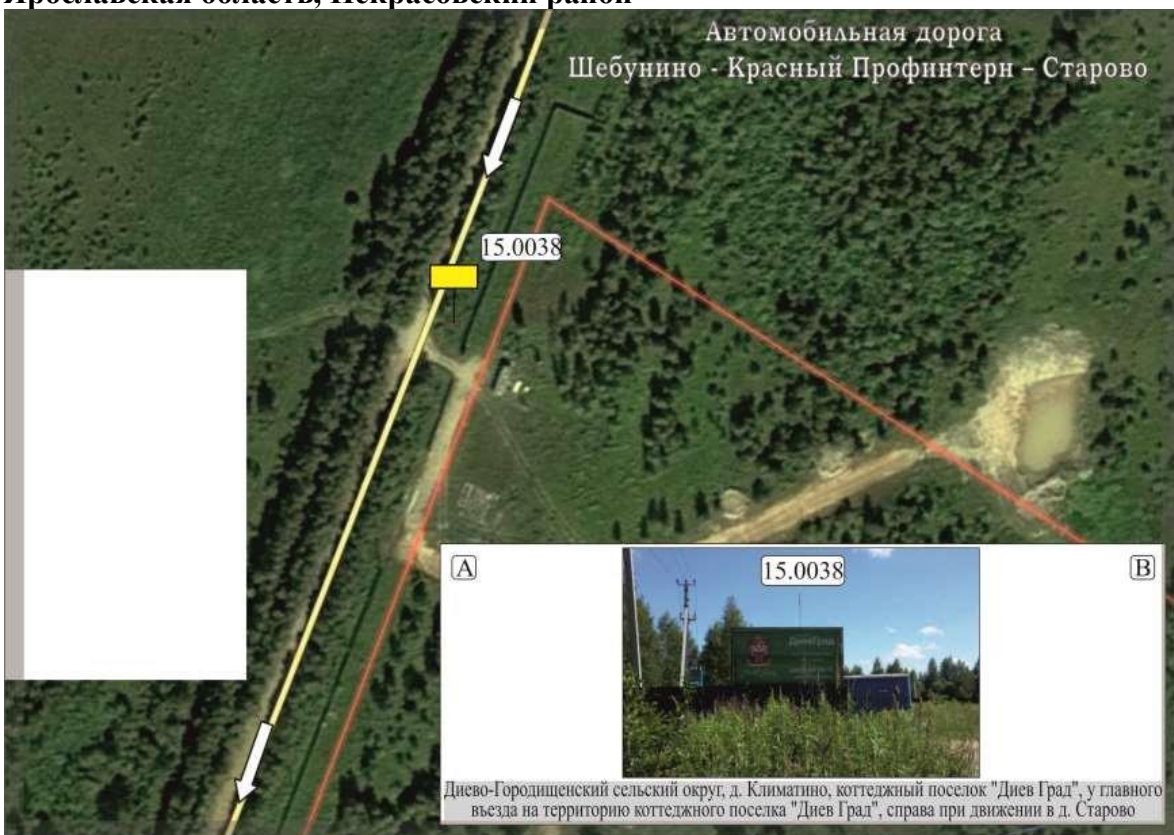 Ярославская область, Некрасовский район
Автомобильная дорога
Шебунино - Красный Профинтерн – Старово
15.0038
А
15.0038
В
ДиевГрад
Диево-Городищенский сельский округ, д. Климатино, коттеджный поселок "Диев Град", у главного
въезда на территорию коттеджного поселка "Диев Град", справа при движении в д. Старово